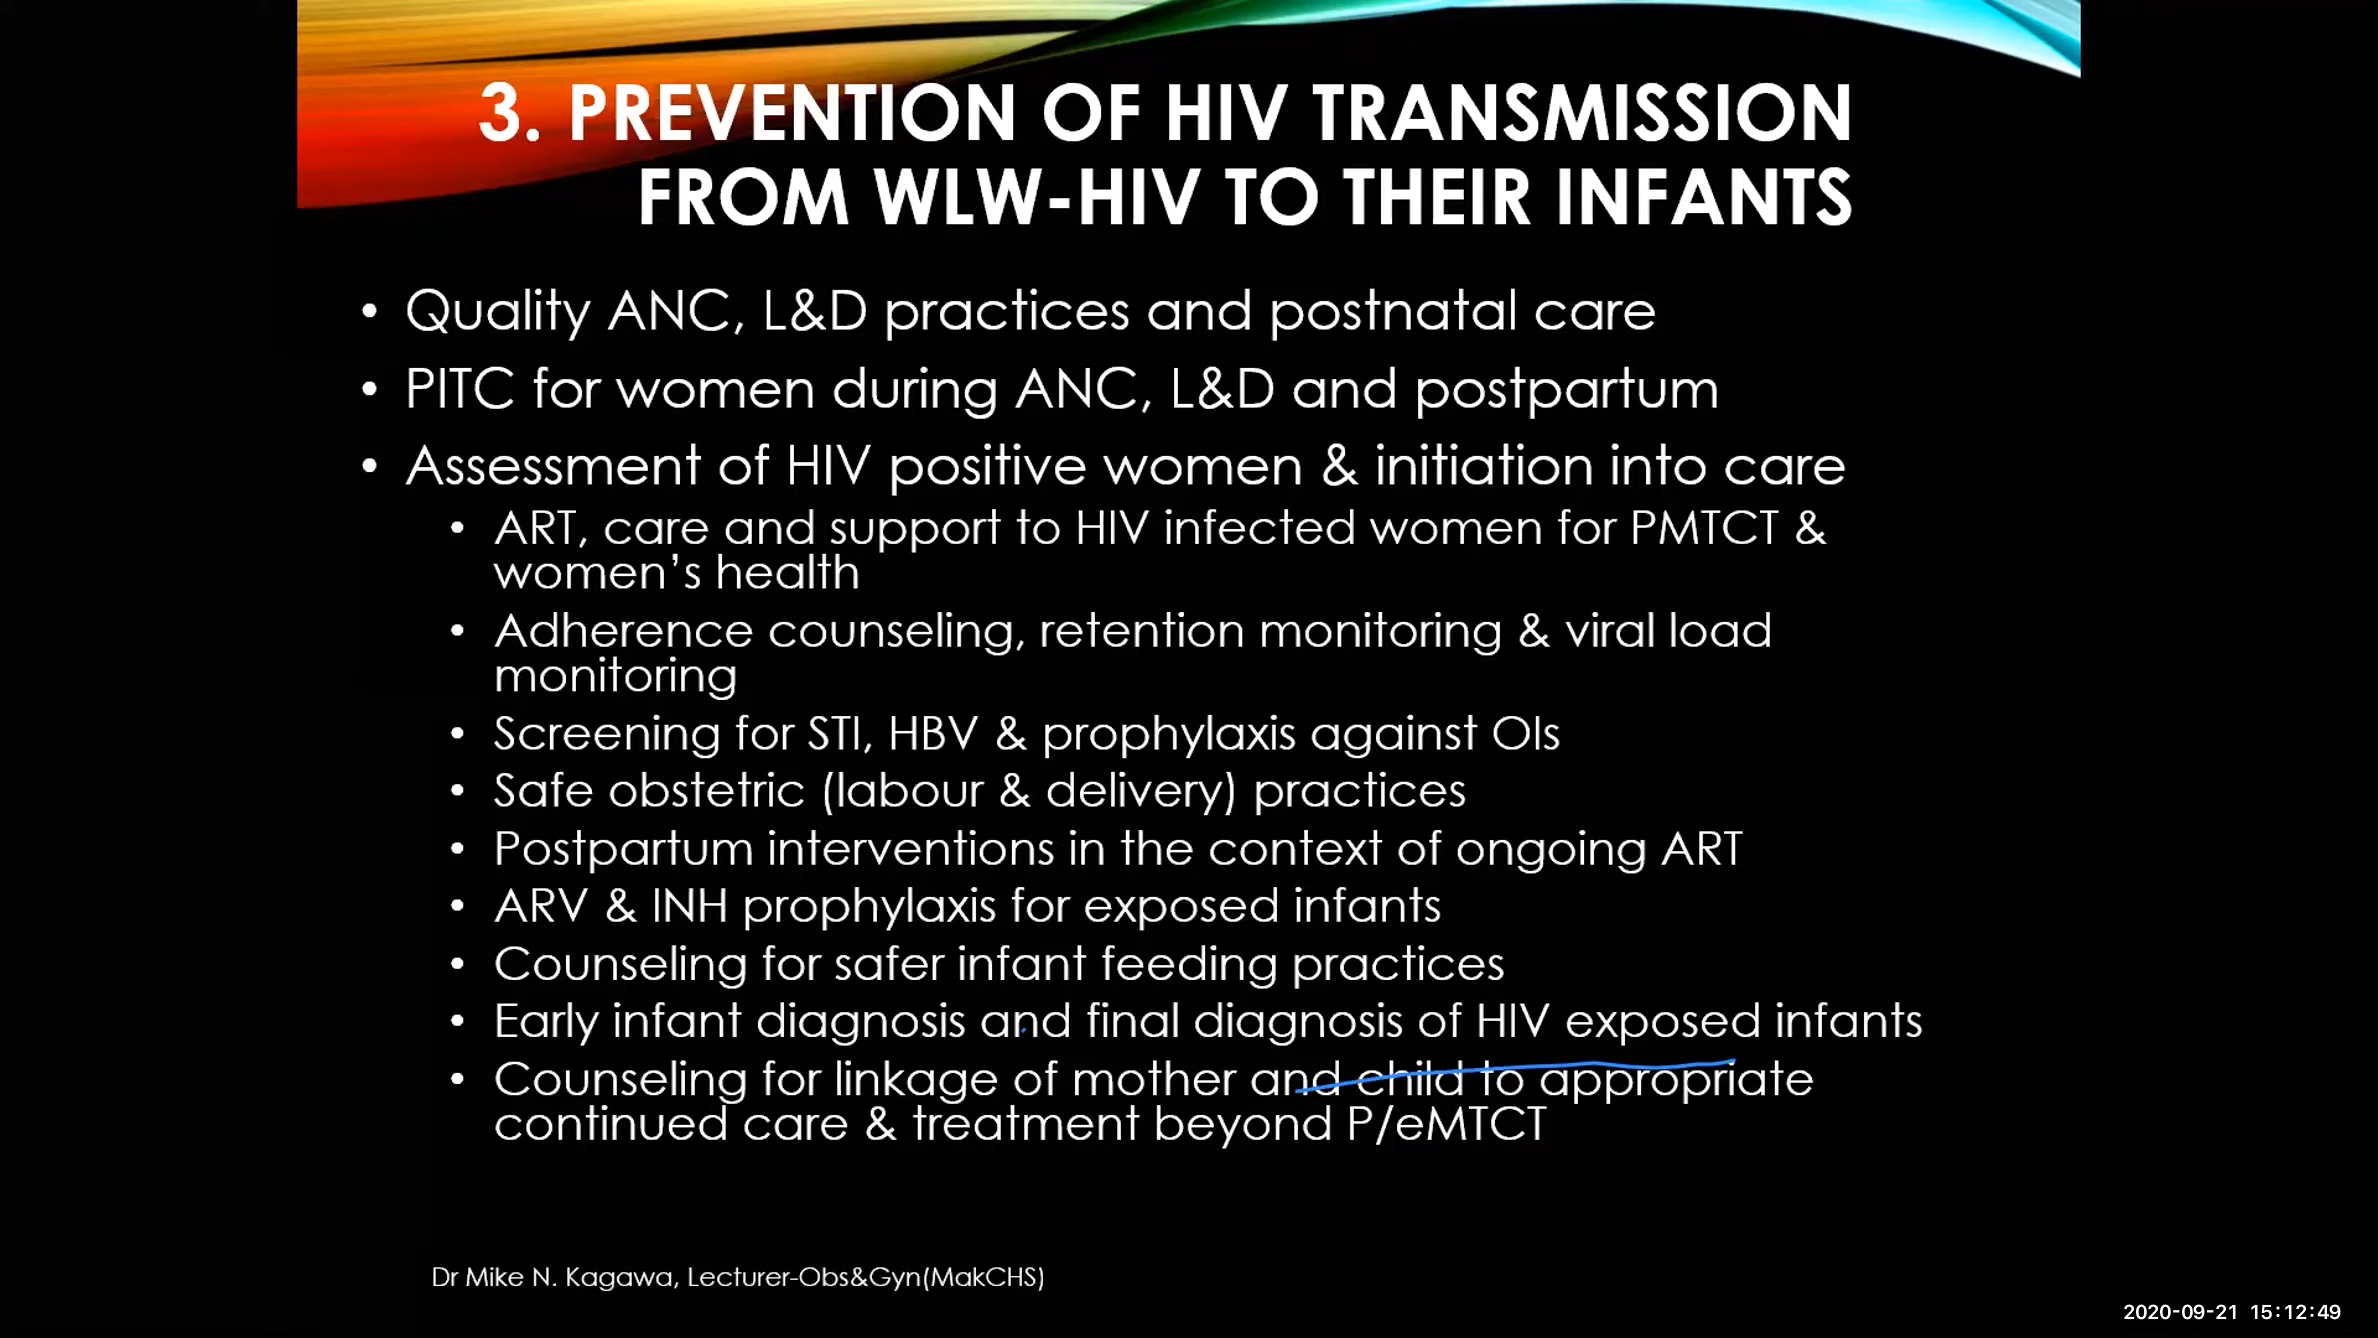 3. PREVENTION OF HIV TRANSMISSION
FROM WLW-HIV TO THEIR INFANTS
• Quality ANC, L&D practices and postnatal care
• PITC for women during ANC, L&D and postpartum
• Assessment of HIV positive women & initiation into care
• ART, care and support to HIV infected women for PMTCT &
women’s health
• Adherence counseling, retention monitoring & viral load
monitoring
• Screening for STI, HBV & prophylaxis against OIs
• Safe obstetric (labour & delivery) practices
• Postpartum interventions in the context of ongoing ART
• ARV & INH prophylaxis for exposed infants
• Counseling for safer infant feeding practices
• Early infant diagnosis and final diagnosis of HIV exposed infants
• Counseling for linkage of mother and child to appropriate
continued care & treatment beyond P/eMTCT
Dr Mike N. Kagawa, Lecturer-Obs&Gyn(MakCHS)
2020-09-21 15:12:49